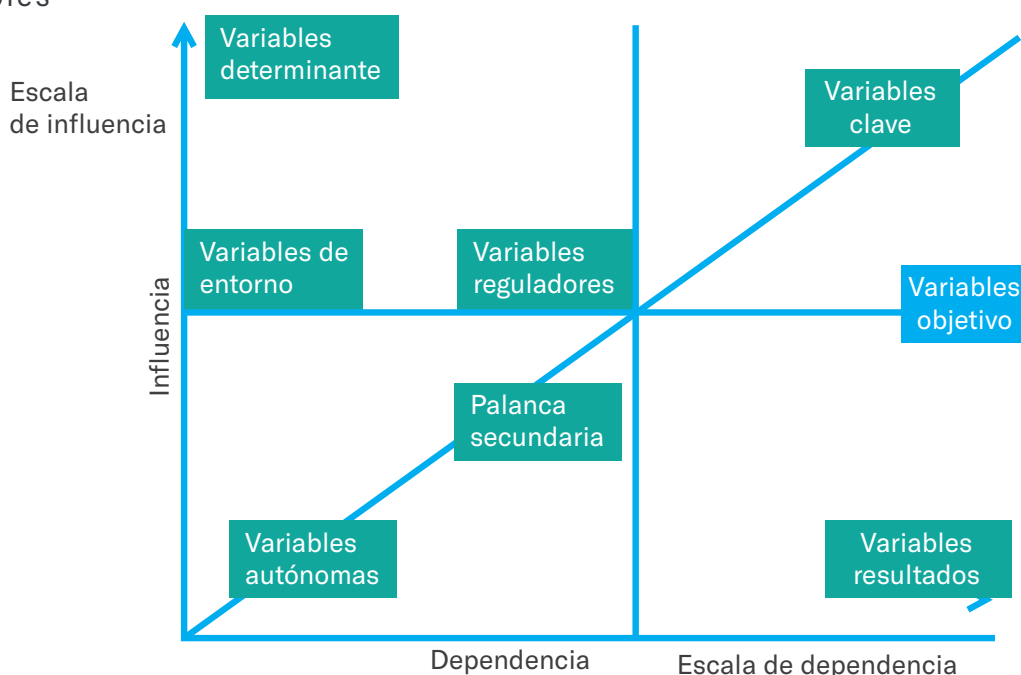 Variables
determinante
Escala
de influencia
Variables
clave
Variables de
entorno
Variables
reguladores
Variables
objetivo
Influencia
Palanca
secundaria
Variables
autónomas
Variables
resultados
Dependencia
Escala de dependencia